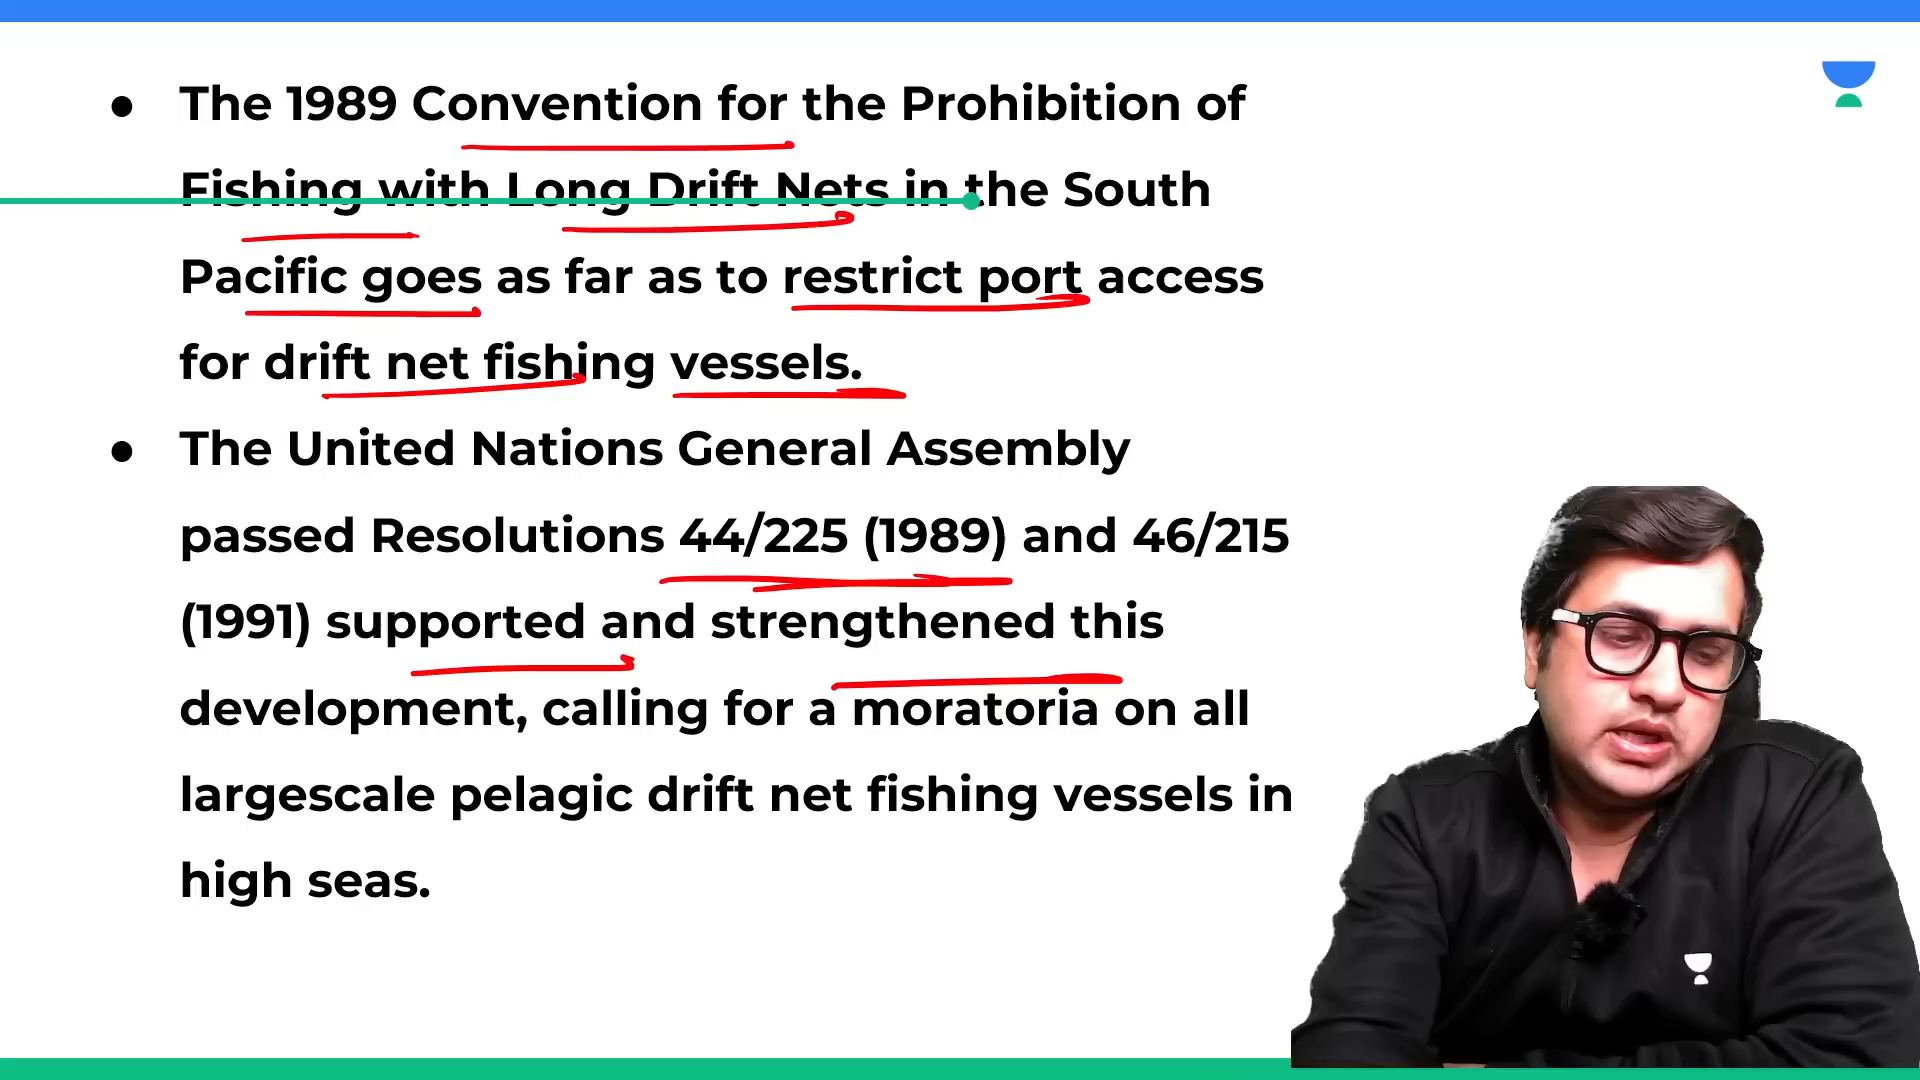 ● The 1989 Convention for the Prohibition of
Fishing with Long Drift Nets in the South
Pacific goes as far as to restrict port access
for drift net fishing vessels.
● The United Nations General Assembly
passed Resolutions 44/225 (1989) and 46/215
(1991) supported and strengthened this
development, calling for a moratoria on all
largescale pelagic drift net fishing vessels in
high seas.